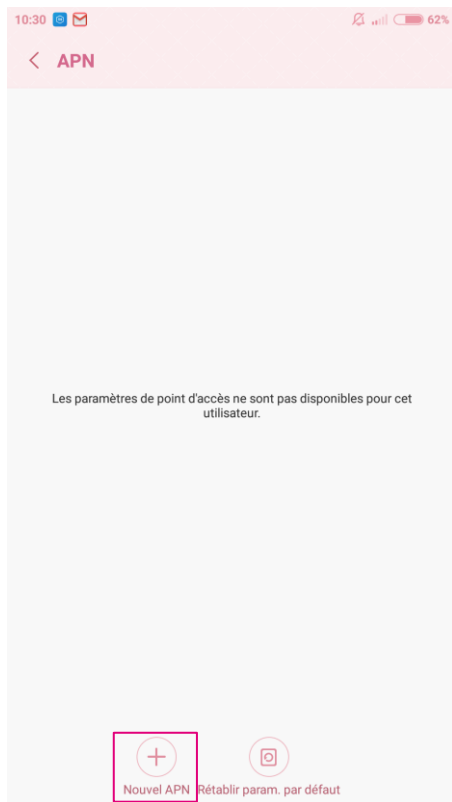 10:30 62%
APN
Les paramètres de point d'accès ne sont pas disponibles pour cet
utilisateur.
Nouvel APN Rétablir param. par défaut